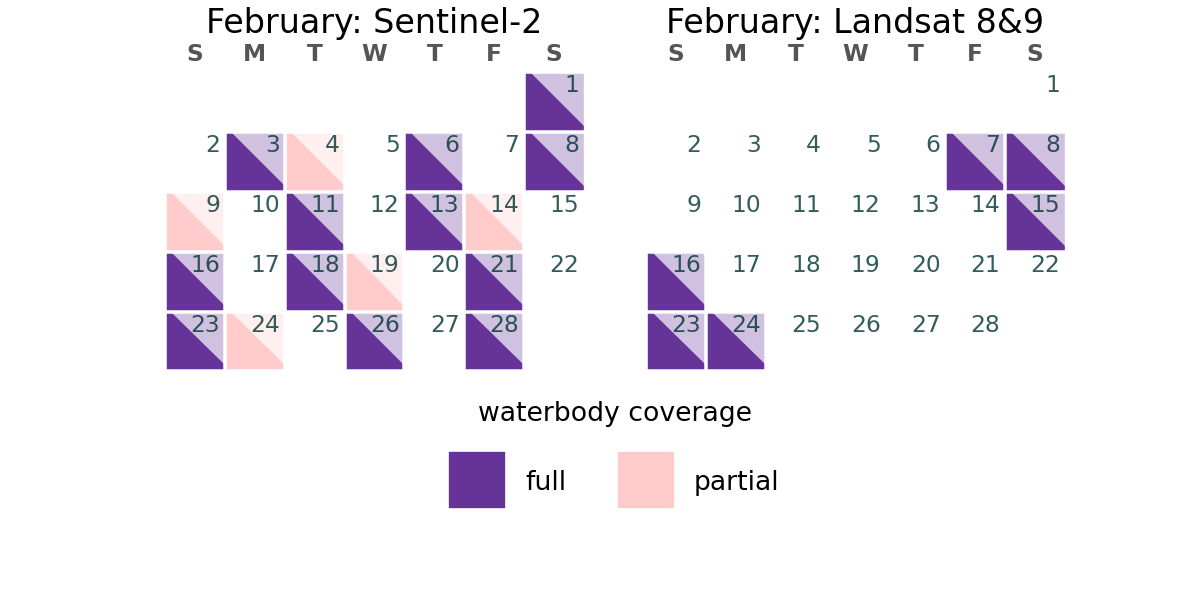 February: Sentinel-2
S M T W T F S
1
2 3 4 5 6 7 8
9 10 11 12 13 14 15
16 17 18 19 20 21 22
23 24 25 26 27 28
February: Landsat 8&9
S M T W T F S
1
2 3 4 5 6 7 8
9 10 11 12 13 14 15
16 17 18 19 20 21 22
23 24 25 26 27 28
waterbody coverage
full
partial